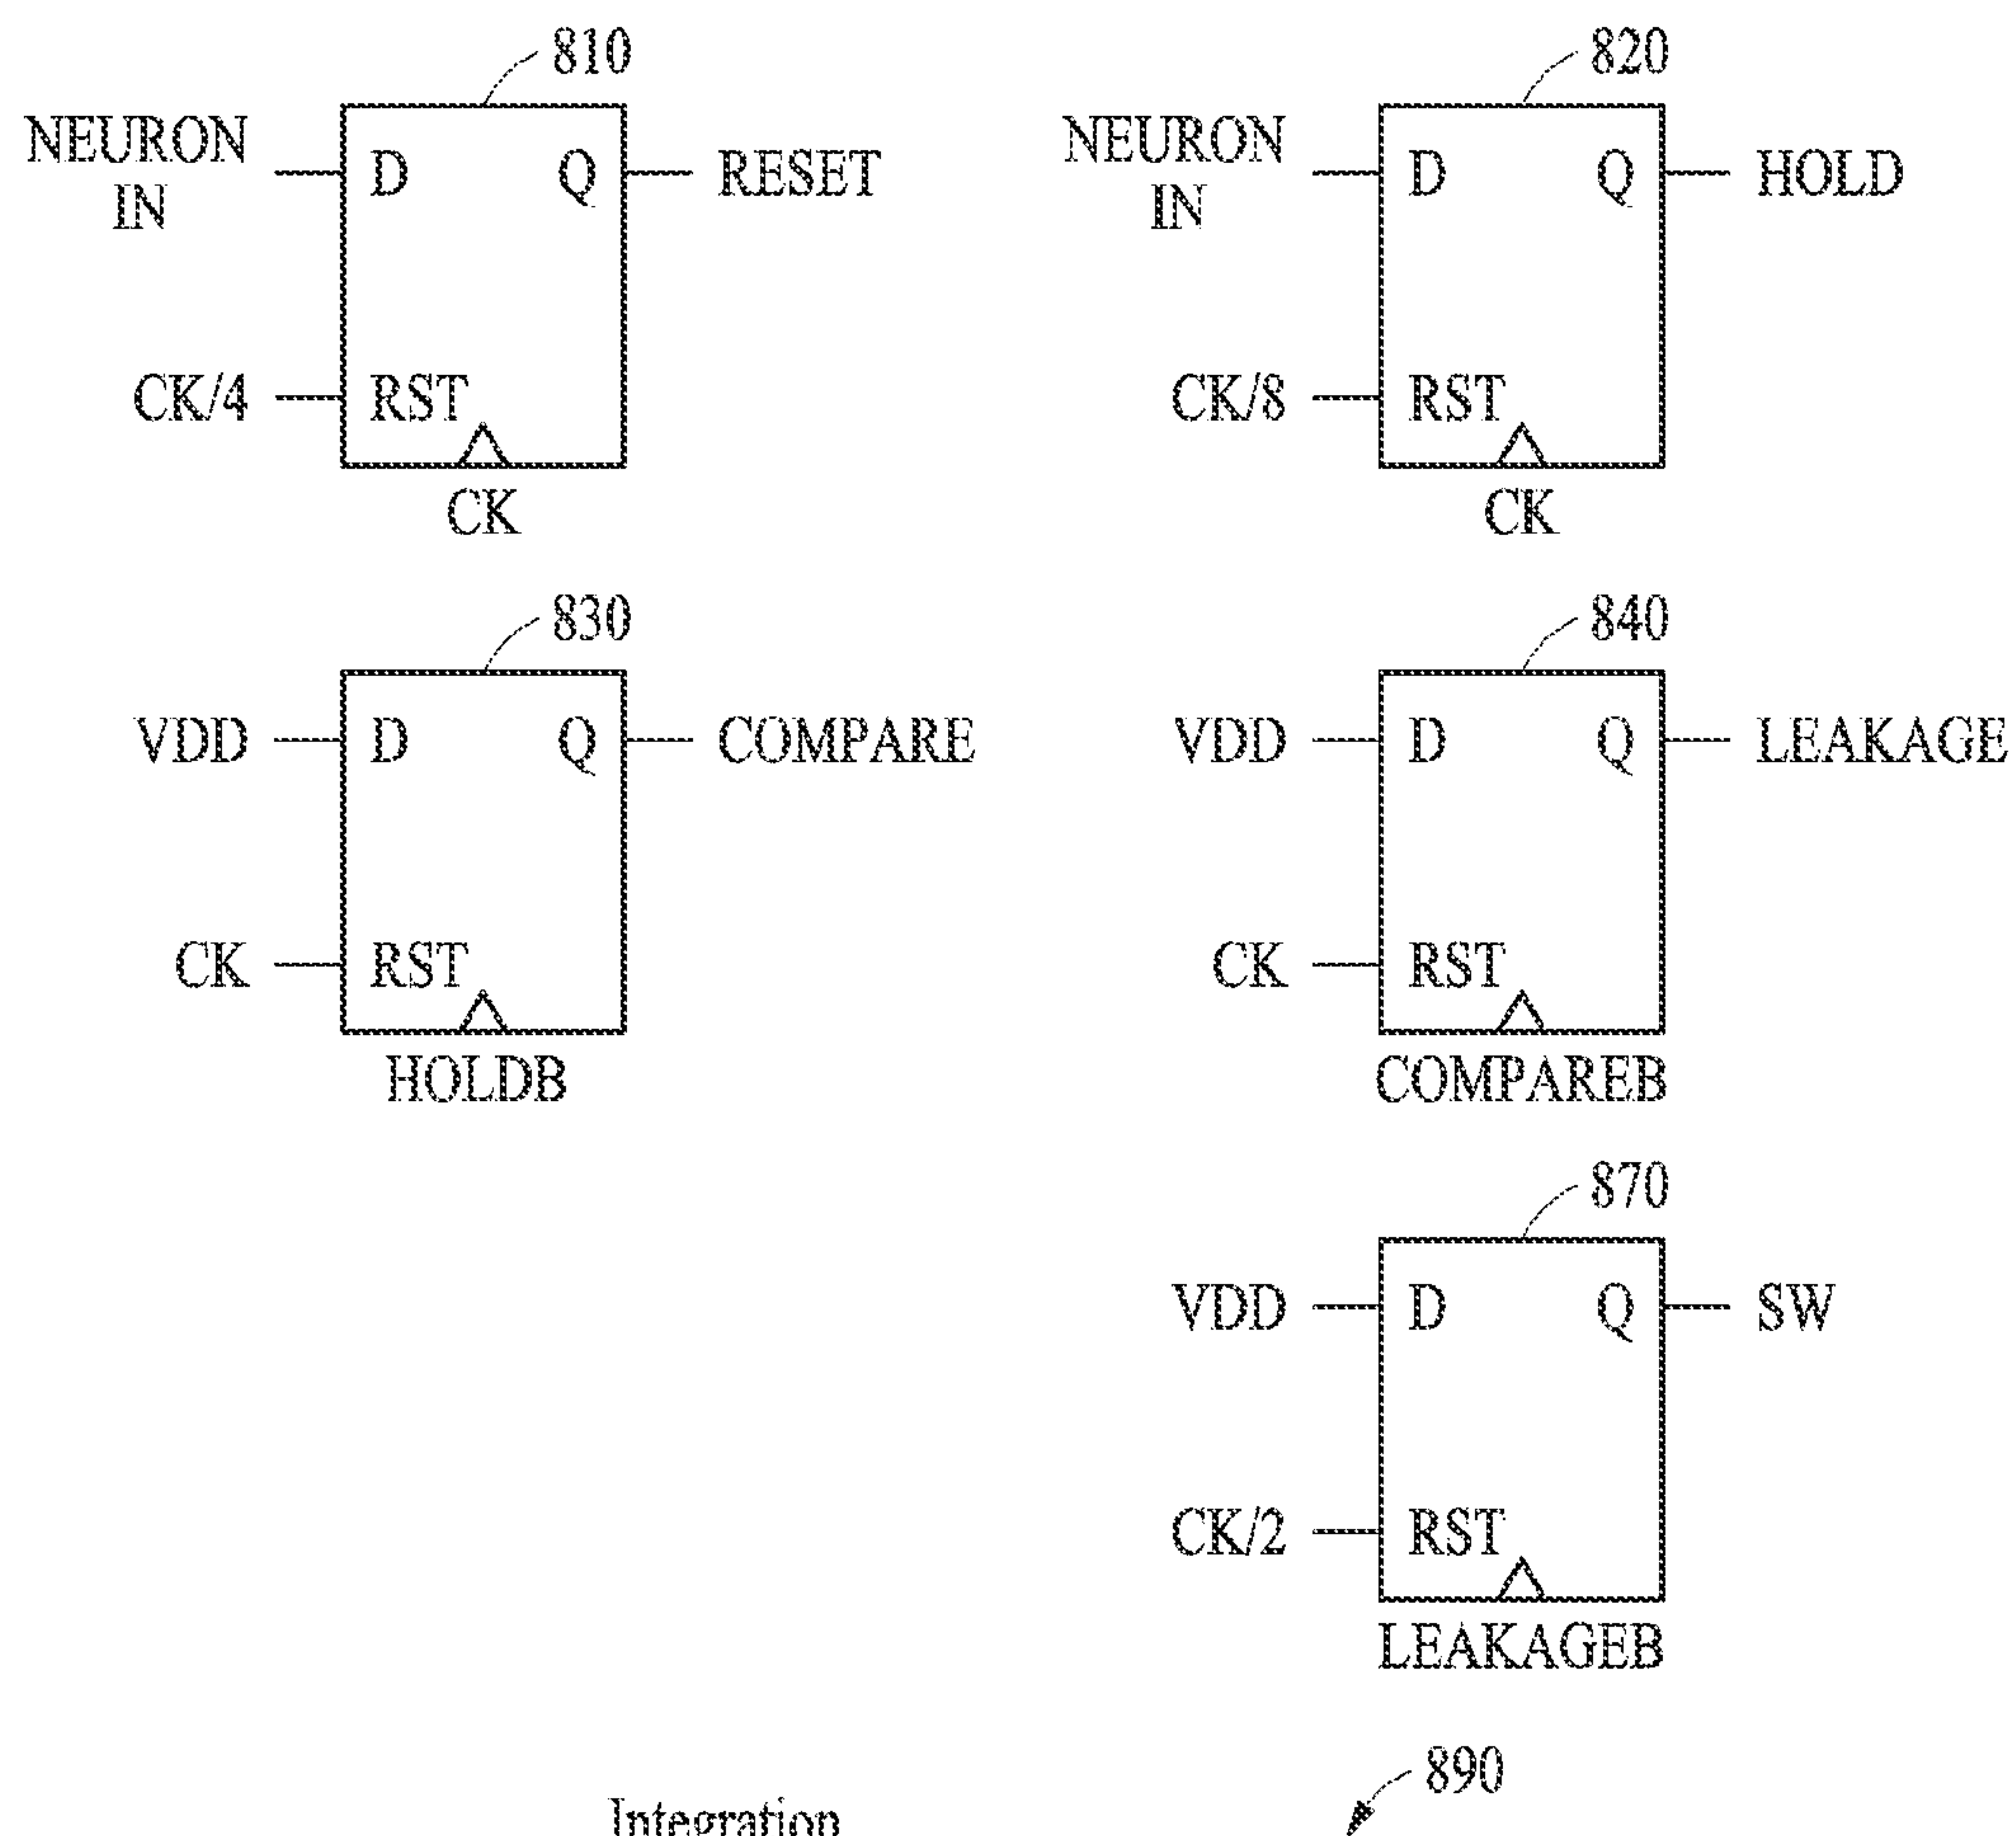 810
NEURON
IN
D
Q
RESET
CK/4
RST
CK
820
NEURON
IN
D
Q
HOLD
CK/8
RST
CK
830
VDD
D
Q
COMPARE
CK
RST
HOLDB
840
VDD
D
Q
LEAKAGE
CK
RST
COMPAREB
870
VDD
D
Q
SW
CK/2
RST
LEAKAGEB
890
Integration